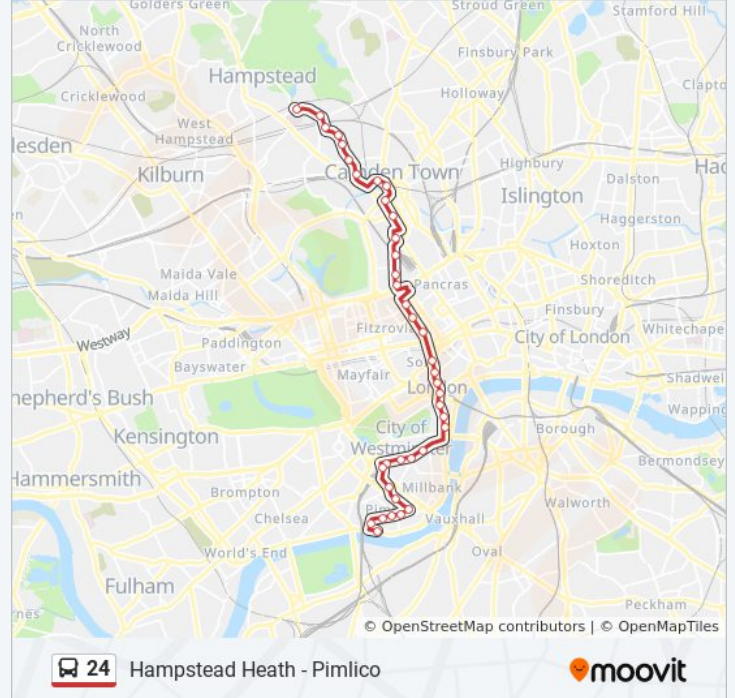 Golders Green
Stroud Green
Stamford Hill
North
Cricklewood
Finsbury Park
Hampstead
Cricklewood
Holloway
Clapto
West
Hampstead
lesden
Camden Town
Highbury
Kilburn
Dalston
Hac
Islington
Haggerston
Hoxton
Maida Vale
Pancras
Shoreditch
Maida Hill
Finsbury
Westway
Fitzrovia
Whitechape
Paddington
City of London
Bayswater
Mayfair
London
Shadwel
hepherd's Bush
Wapping
City of
Westminster
Borough
Kensington
Bermondsey
Hammersmith
Millbank
Brompton
Walworth
Chelsea
Vauxhall
World's End
Oval
Fulham
rnes
Peckham
© OpenStreetMap contributors | © OpenMapTiles
24 Hampstead Heath - Pimlico
moovit